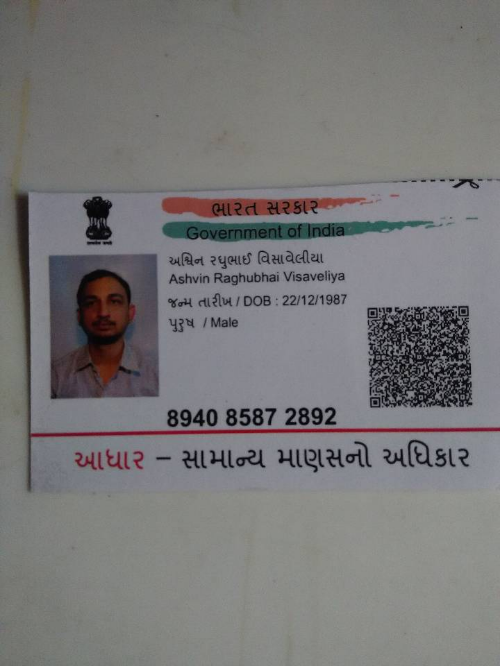 ભારત સરકાર
Government of India
અશ્વિન રઘુભાઈ વિસાવેલીયા
Ashvin Raghubhai Visaveliya
જન્મ તારીખ / DOB : 22/12/1987
પુરુષ / Male
8940 8587 2892
આધાર – સામાન્ય માણસનો અધિકાર